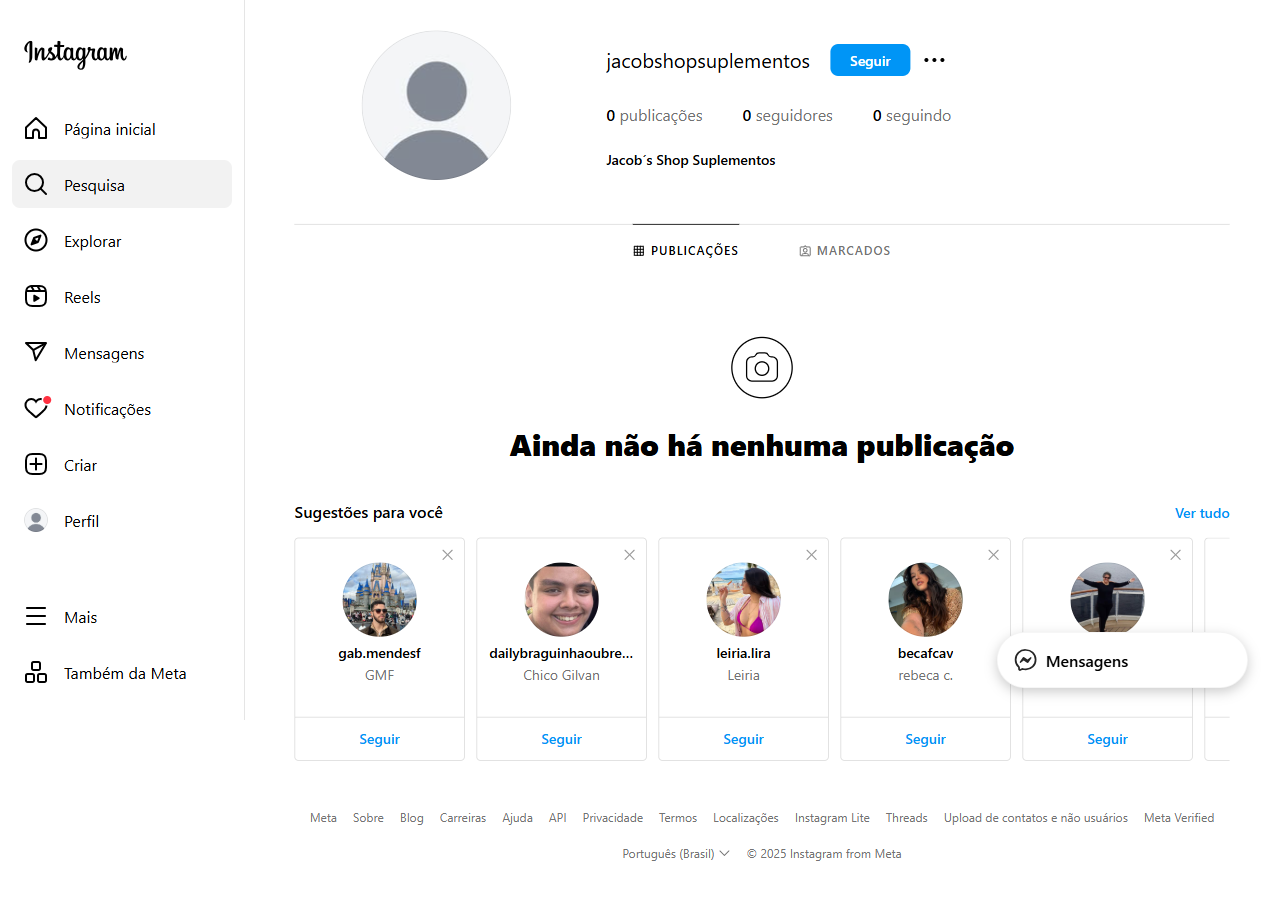 Instagram
Página inicial
Pesquisa
Explorar
Reels
Mensagens
Notificações
Criar
Perfil
Mais
Também da Meta
jacobshopsuplementos Seguir
0 publicações 0 seguidores 0 seguindo
Jacob´s Shop Suplementos
PUBLICAÇÕES MARCADOS
Ainda não há nenhuma publicação
Sugestões para você Ver tudo
gab.mendesf
GMF
Seguir
dailybraguinhaoubre...
Chico Gilvan
Seguir
leiria.lira
Leiria
Seguir
becafcav
rebeca c.
Seguir
Seguir
Mensagens
Meta Sobre Blog Carreiras Ajuda API Privacidade Termos Localizações Instagram Lite Threads Upload de contatos e não usuários Meta Verified
Português (Brasil) © 2025 Instagram from Meta